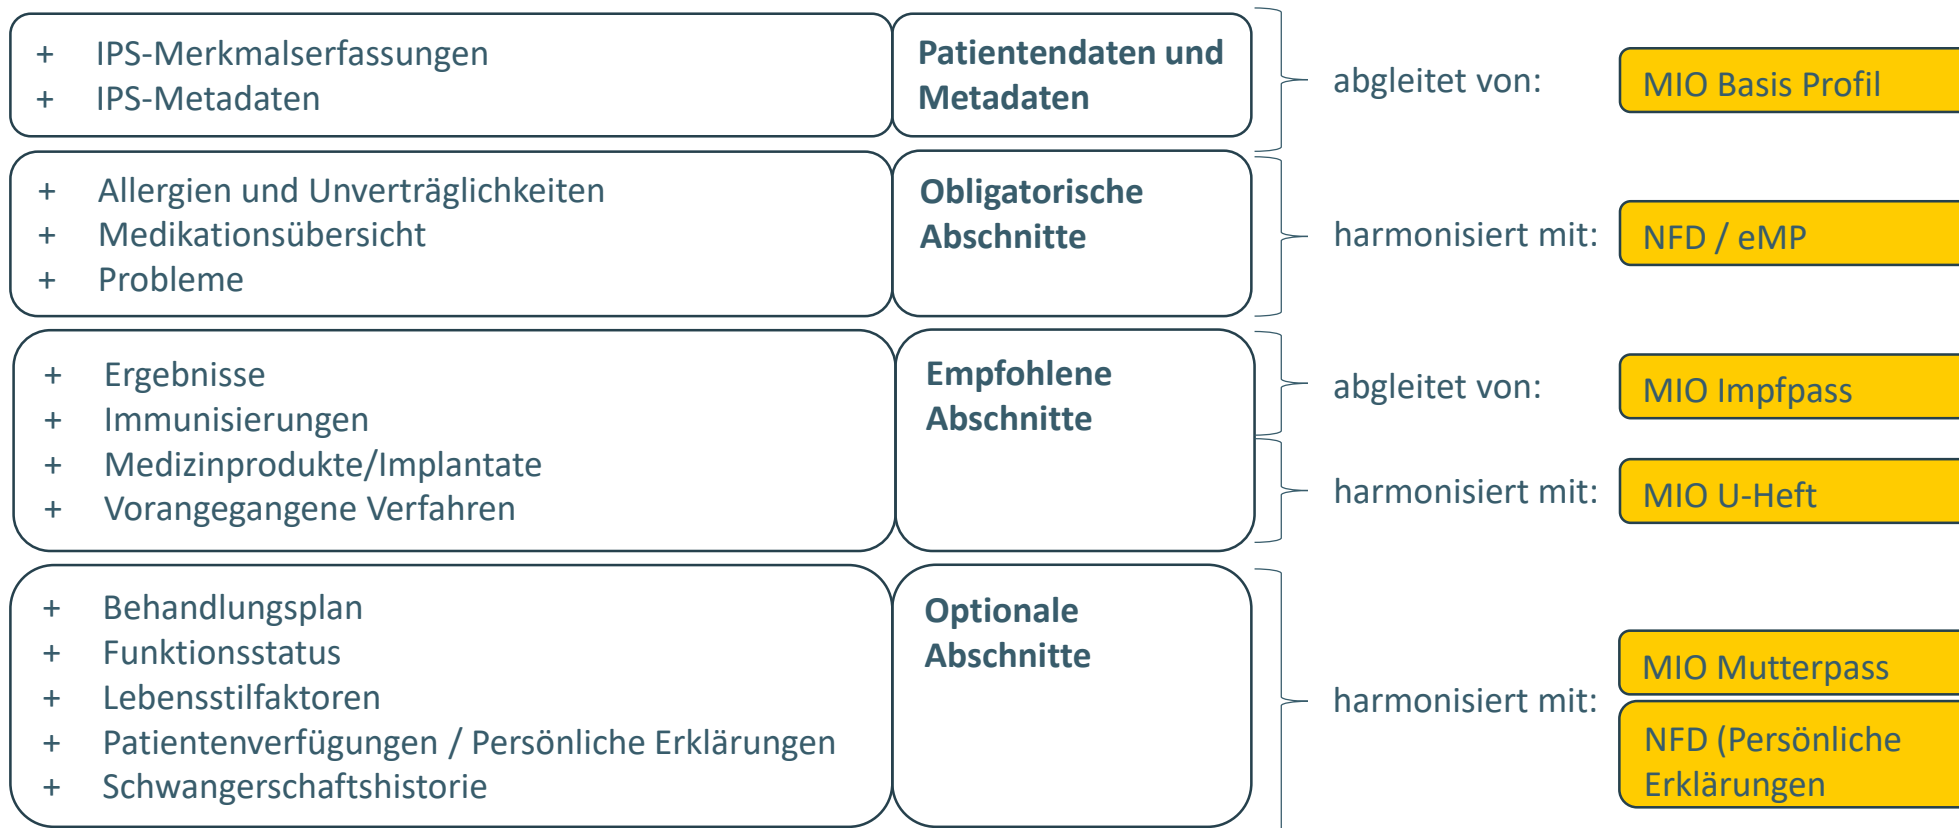 + IPS-Merkmalserfassungen
+ IPS-Metadaten
Patientendaten und
Metadaten
abgleitet von:
MIO Basis Profil
+ Allergien und Unverträglichkeiten
+ Medikationsübersicht
+ Probleme
Obligatorische
Abschnitte
harmonisiert mit:
NFD / eMP
+ Ergebnisse
+ Immunisierungen
+ Medizinprodukte/Implantate
+ Vorangegangene Verfahren
Empfohlene
Abschnitte
abgleitet von:
MIO Impfpass
harmonisiert mit:
MIO U-Heft
+ Behandlungsplan
+ Funktionsstatus
+ Lebensstilfaktoren
+ Patientenverfügungen / Persönliche Erklärungen
+ Schwangerschaftshistorie
Optionale
Abschnitte
harmonisiert mit:
MIO Mutterpass
NFD (Persönliche
Erklärungen